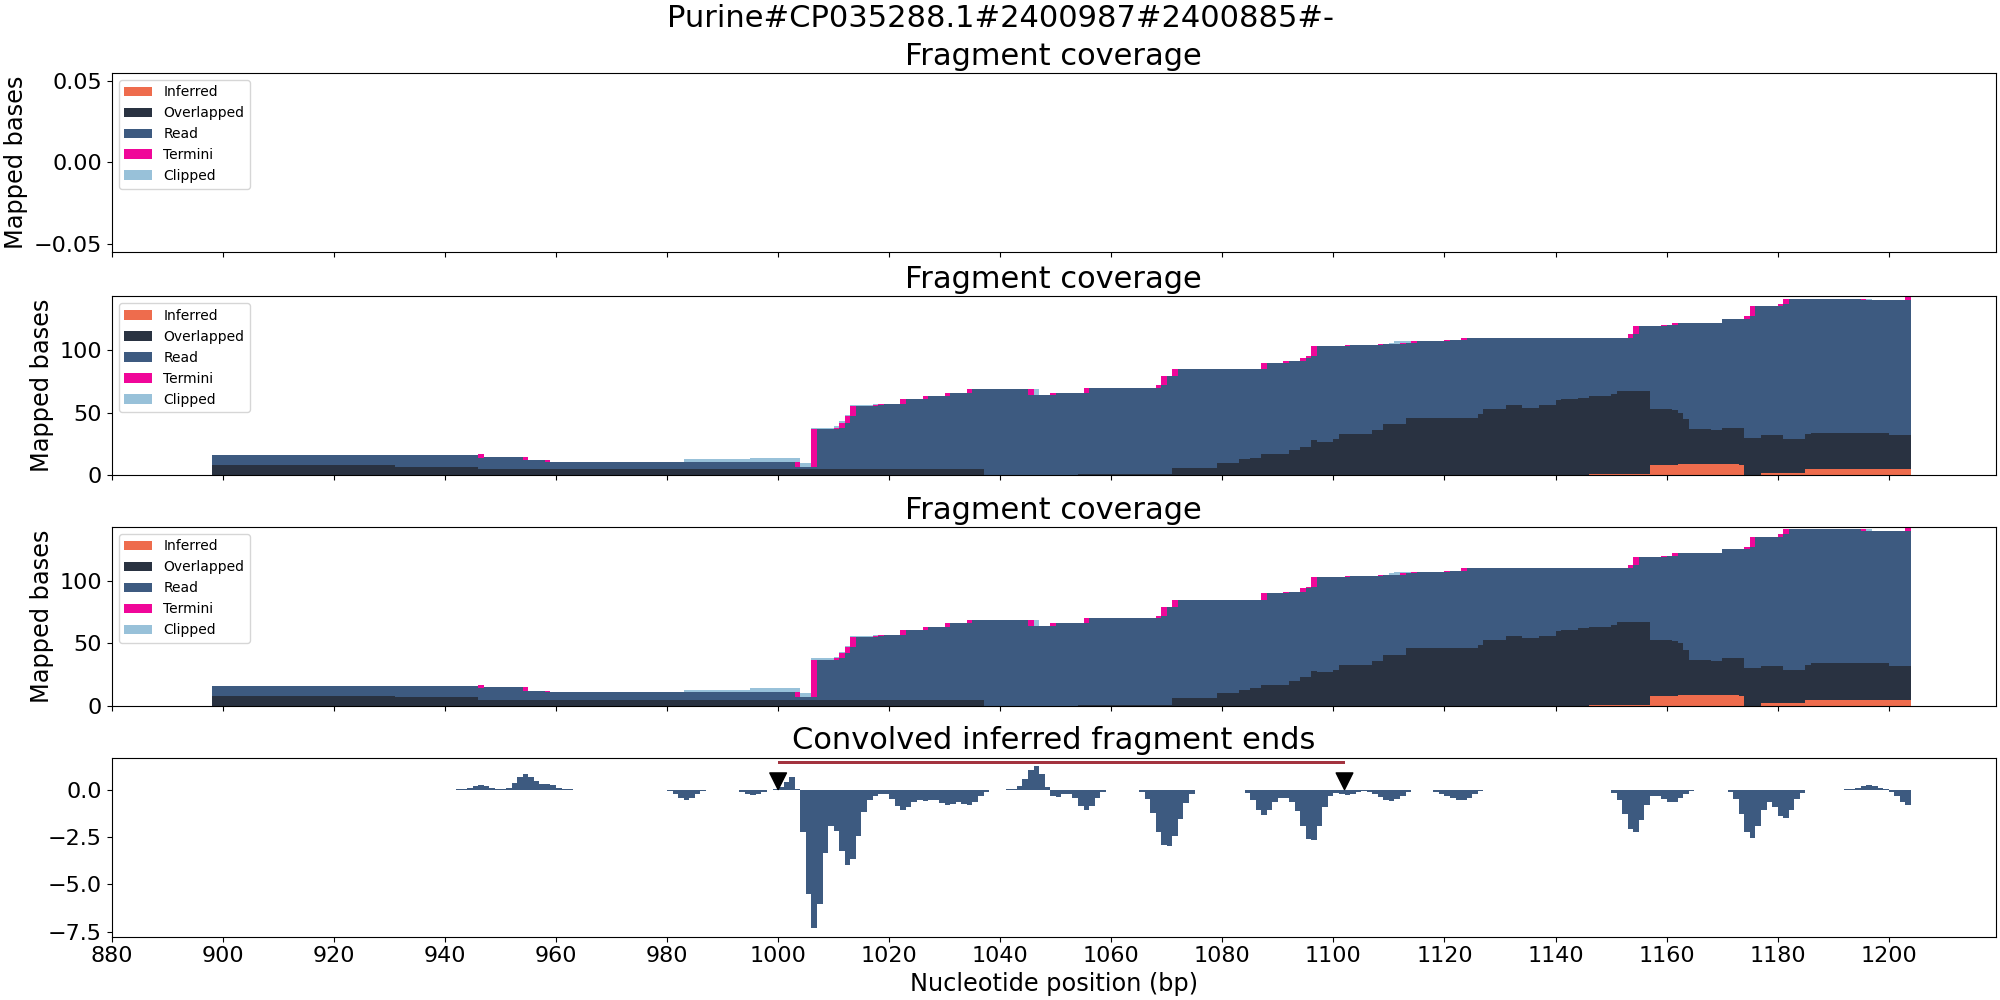 Purine#CP035288.1#2400987#2400885#-
Fragment coverage
Mapped bases
0.05
0.00
−0.05
Inferred
Overlapped
Read
Termini
Clipped
Fragment coverage
Mapped bases
100
50
0
Inferred
Overlapped
Read
Termini
Clipped
Fragment coverage
Mapped bases
100
50
0
Inferred
Overlapped
Read
Termini
Clipped
Convolved inferred fragment ends
0.0
−2.5
−5.0
−7.5
880 900 920 940 960 980 1000 1020 1040 1060 1080 1100 1120 1140 1160 1180 1200
Nucleotide position (bp)